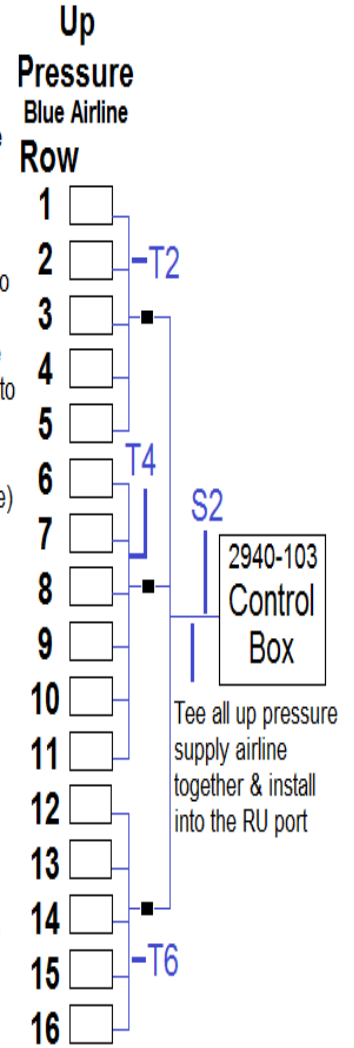 Up
Pressure
Blue Airline
Row
1
2
T2
3
4
5
T4
6
7
S2
8
9
10
11
12
13
14
15
T6
16
2940-103
Control
Box
Tee all up pressure
supply airline
together & install
into the RU port
to
e)